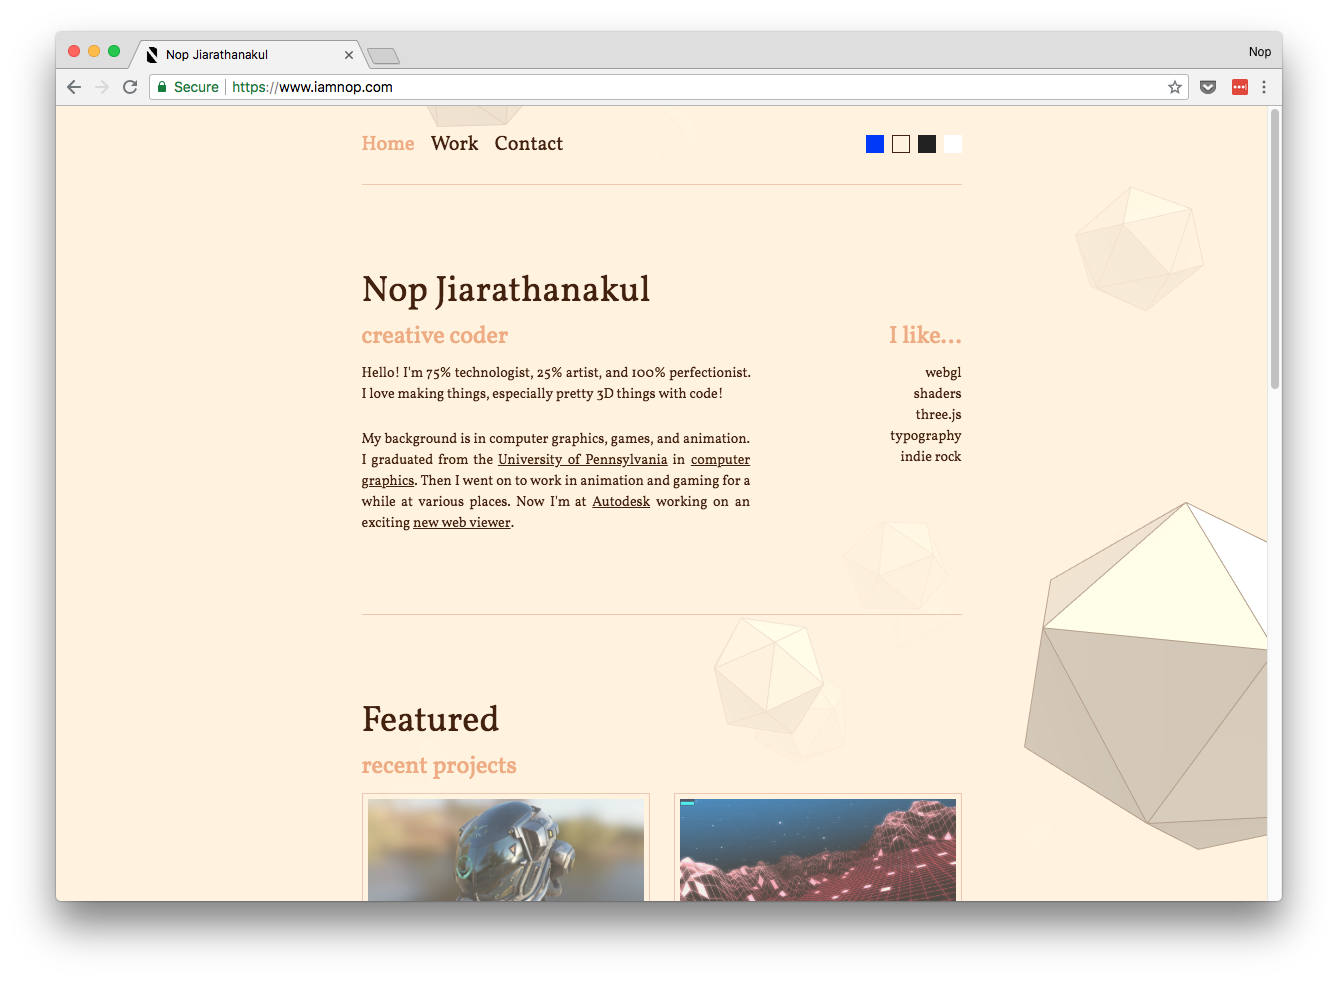 Nop Jiarathanakul
Nop
Secure https://www.iamnop.com
Home Work Contact
Nop Jiarathanakul
creative coder
Hello! I'm 75% technologist, 25% artist, and 100% perfectionist.
I love making things, especially pretty 3D things with code!
My background is in computer graphics, games, and animation.
I graduated from the University of Pennsylvania in computer
graphics. Then I went on to work in animation and gaming for a
while at various places. Now I'm at Autodesk working on an
exciting new web viewer.
I like...
webgl
shaders
three.js
typography
indie rock
Featured
recent projects